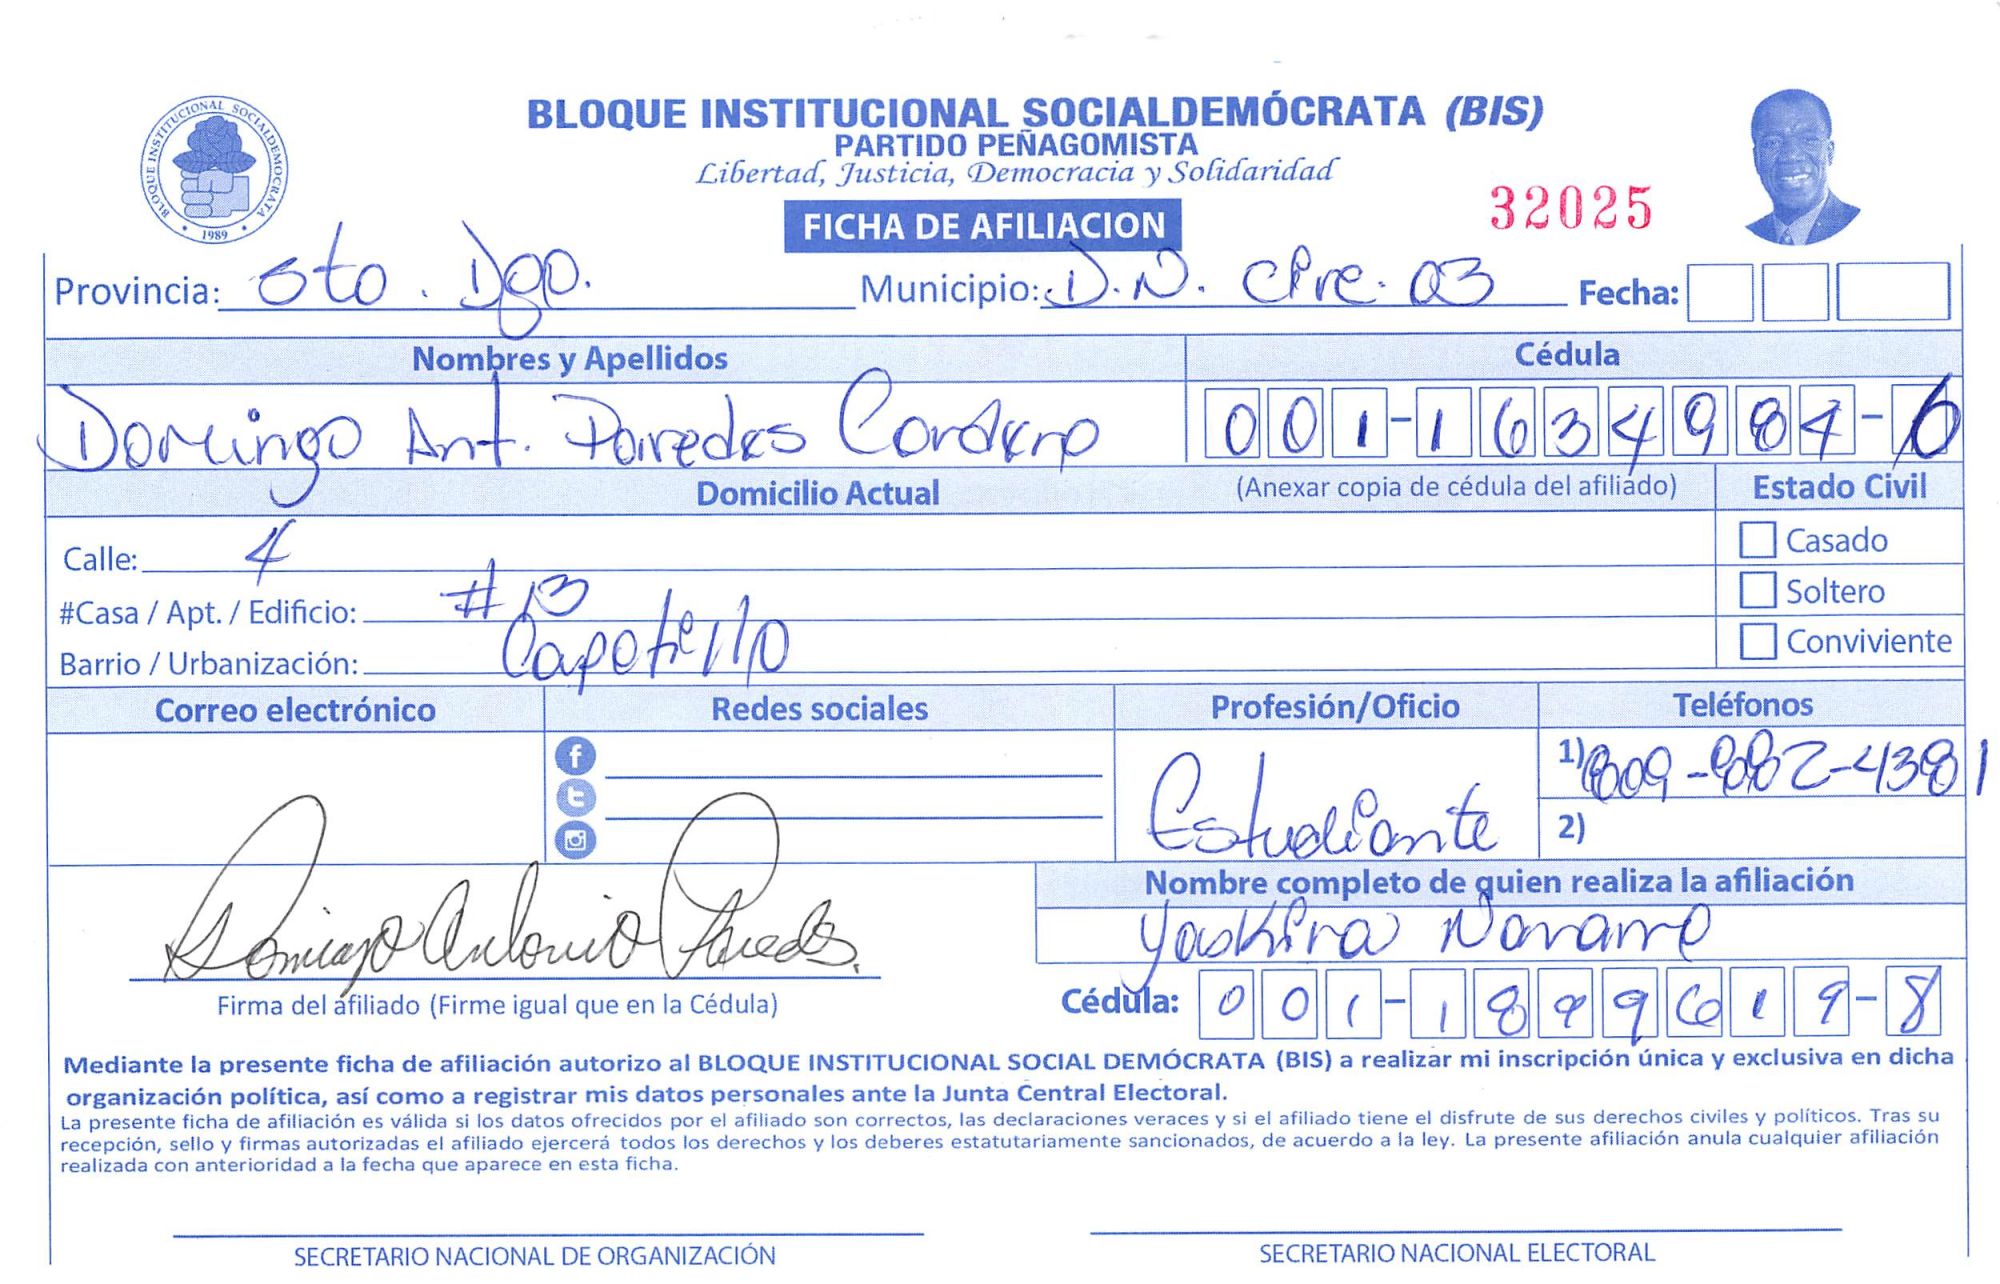 BLOQUE INSTITUCIONAL SOCIALDEMOCRATA
1989
BLOQUE INSTITUCIONAL SOCIALDEMÓCRATA (BIS)
PARTIDO PEÑAGOMISTA
Libertad, Justicia, Democracia y Solidaridad
FICHA DE AFILIACION
32025
Provincia: Sto. Dgo. Municipio: D.N. Circ. 03 Fecha:
Nombres y Apellidos Cédula
Domingo Ant. Paredes Cordero 001-1634984-6
Domicilio Actual (Anexar copia de cédula del afiliado) Estado Civil
Calle: 4 Casado
#Casa / Apt. / Edificio: #13 Soltero
Barrio / Urbanización: Capotillo Conviviente
Correo electrónico Redes sociales Profesión/Oficio Teléfonos
Estudiante 1) 809-882-4381
2)
Nombre completo de quien realiza la afiliación
Domingo Antonio Paredes. Yaskira Navarro
Firma del afiliado (Firme igual que en la Cédula) Cédula: 001-1899619-8
Mediante la presente ficha de afiliación autorizo al BLOQUE INSTITUCIONAL SOCIAL DEMÓCRATA (BIS) a realizar mi inscripción única y exclusiva en dicha
organización política, así como a registrar mis datos personales ante la Junta Central Electoral.
La presente ficha de afiliación es válida si los datos ofrecidos por el afiliado son correctos, las declaraciones veraces y si el afiliado tiene el disfrute de sus derechos civiles y políticos. Tras su
recepción, sello y firmas autorizadas el afiliado ejercerá todos los derechos y los deberes estatutariamente sancionados, de acuerdo a la ley. La presente afiliación anula cualquier afiliación
realizada con anterioridad a la fecha que aparece en esta ficha.
SECRETARIO NACIONAL DE ORGANIZACIÓN SECRETARIO NACIONAL ELECTORAL